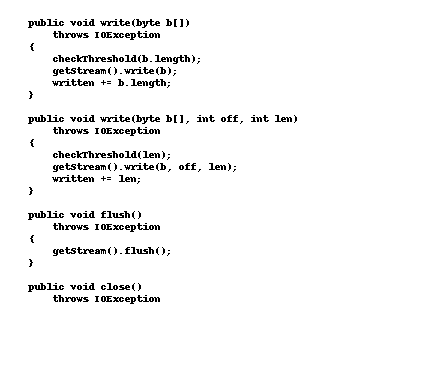 public void write(byte b[])
    throws IOException
{
    checkThreshold(b.length);
    getStream().write(b);
    written += b.length;
}

public void write(byte b[], int off, int len)
    throws IOException
{
    checkThreshold(len);
    getStream().write(b, off, len);
    written += len;
}

public void flush()
    throws IOException
{
    getStream().flush();
}

public void close()
    throws IOException